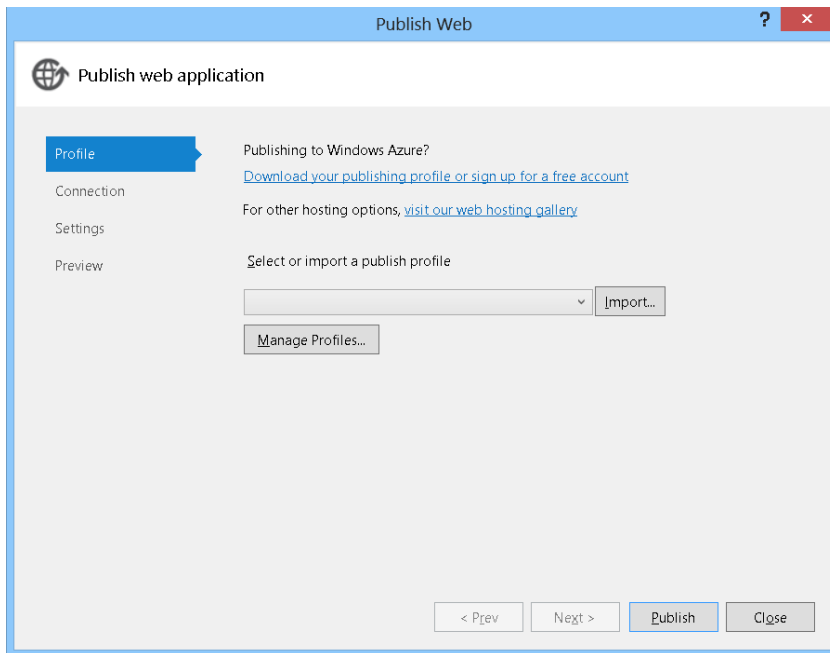 Publish Web
?
Publish web application
Profile
Connection
Settings
Preview
Publishing to Windows Azure?
Download your publishing profile or sign up for a free account
For other hosting options, visit our web hosting gallery
Select or import a publish profile
Import...
Manage Profiles...
< Prev
Next >
Publish
Close